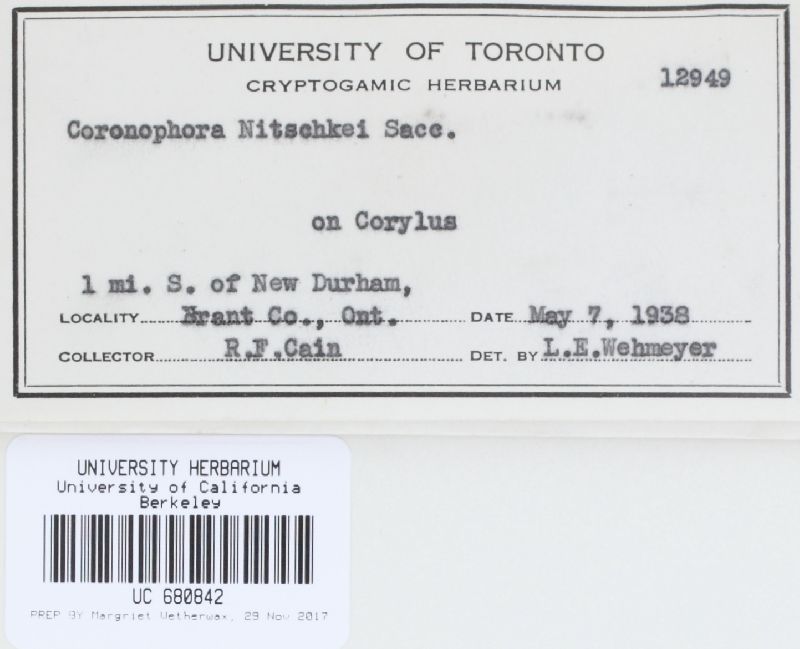 UNIVERSITY OF TORONTO
CRYPTOGAMIC HERBARIUM 12949
Coronophora Nitschkei Sacc.
on Corylus
1 mi. S. of New Durham,
LOCALITY Brant Co., Ont. DATE May 7, 1938
COLLECTOR R.F.Cain DET. BY L.E.Wehmeyer
UNIVERSITY HERBARIUM
University of California
Berkeley
UC 680842
PREP BY Margriet Wetherwax, 29 Nov 2017